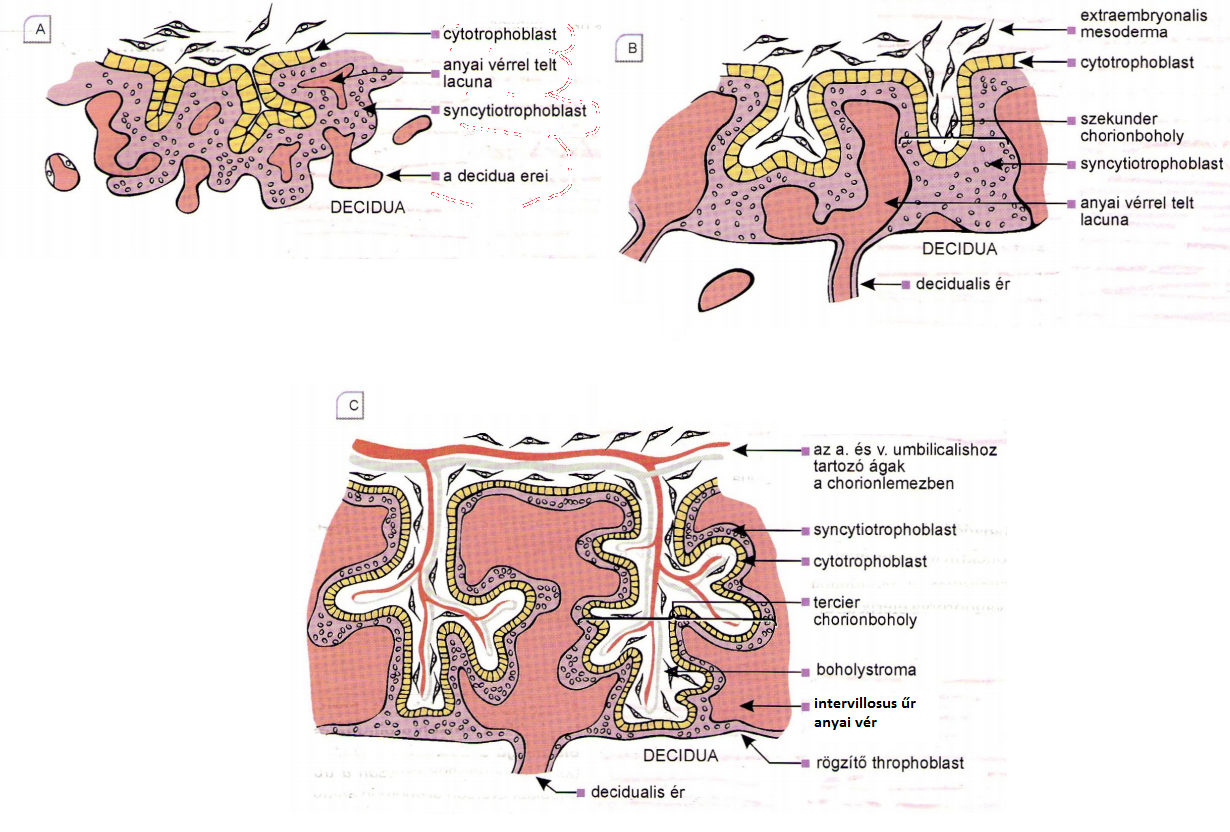 A
cytotrophoblast
anyai vérrel telt
lacuna
syncytiotrophoblast
a decidua erei
DECIDUA
B
extraembryonalis
mesoderma
cytotrophoblast
szekunder
chorionboholy
syncytiotrophoblast
anyai vérrel telt
lacuna
DECIDUA
decidualis ér
C
az a. és v. umbilicalishoz
tartozó ágak
a chorionlemezben
syncytiotrophoblast
cytotrophoblast
tercier
chorionboholy
boholystroma
intervillosus űr
anyai vér
DECIDUA
rögzítő throphoblast
decidualis ér